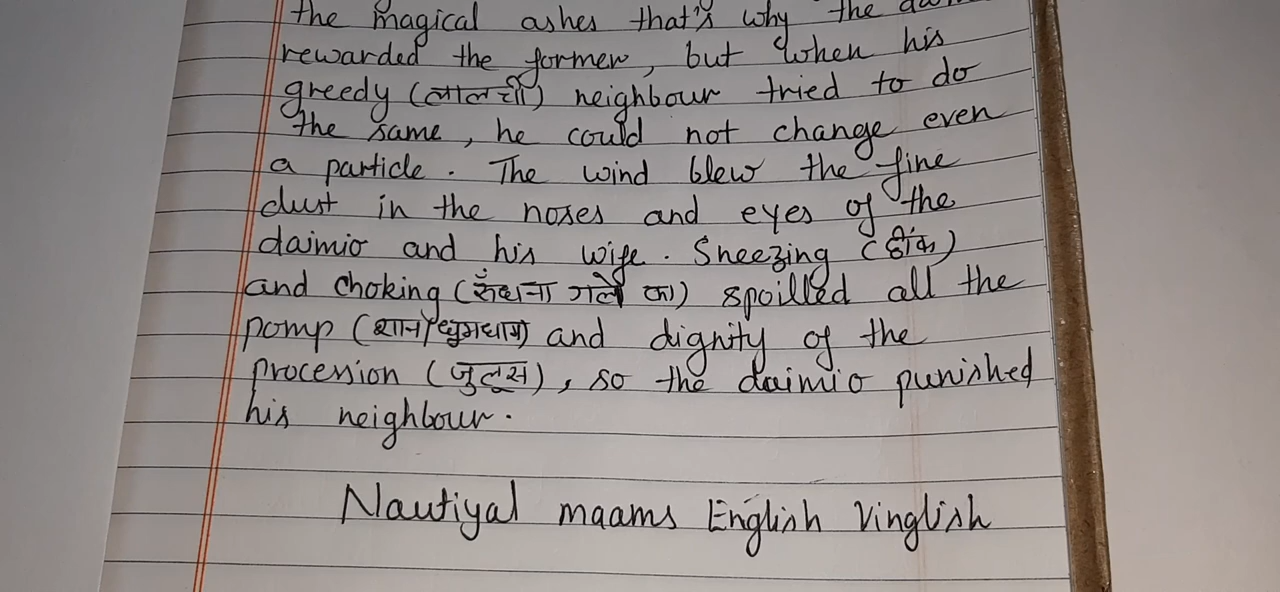 the magical ashes that's why the
rewarded the former, but when his
greedy (लालची) neighbour tried to do
the same, he could not change even
a particle. The wind blew the fine
dust in the noses and eyes of the
daimio and his wife. Sneezing (छींक)
and choking (रुँधना गले का) spoilled all the
pomp (शान/धुमधाम) and dignity of the
procession (जुलूस), so the daimio punished
his neighbour.
Nautiyal maams English Vinglish